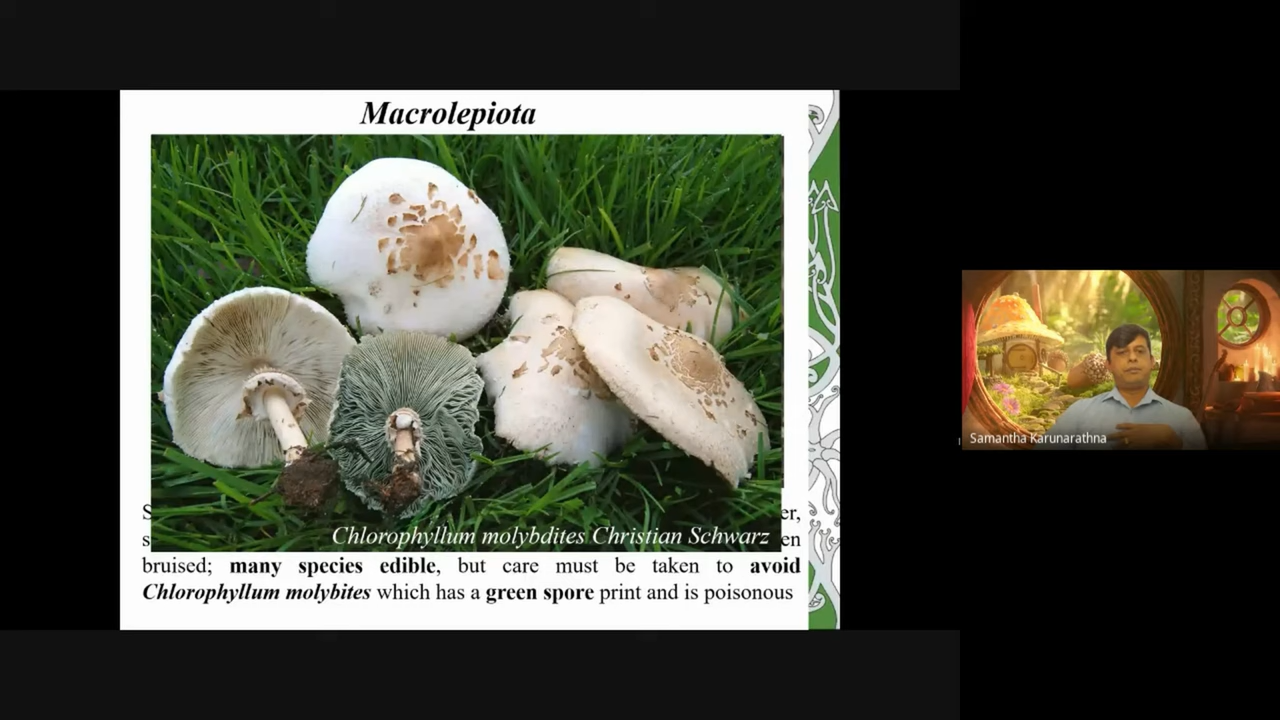 Macrolepiota
Chlorophyllum molybdites Christian Schwarz
bruised; many species edible, but care must be taken to avoid
Chlorophyllum molybites which has a green spore print and is poisonous
Samantha Karunarathna